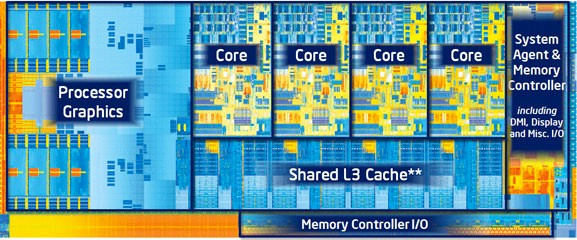 Processor
Graphics
Core
Core
Core
Core
System
Agent &
Memory
Controller
including
DMI, Display
and Misc. I/O
Shared L3 Cache**
Memory Controller I/O